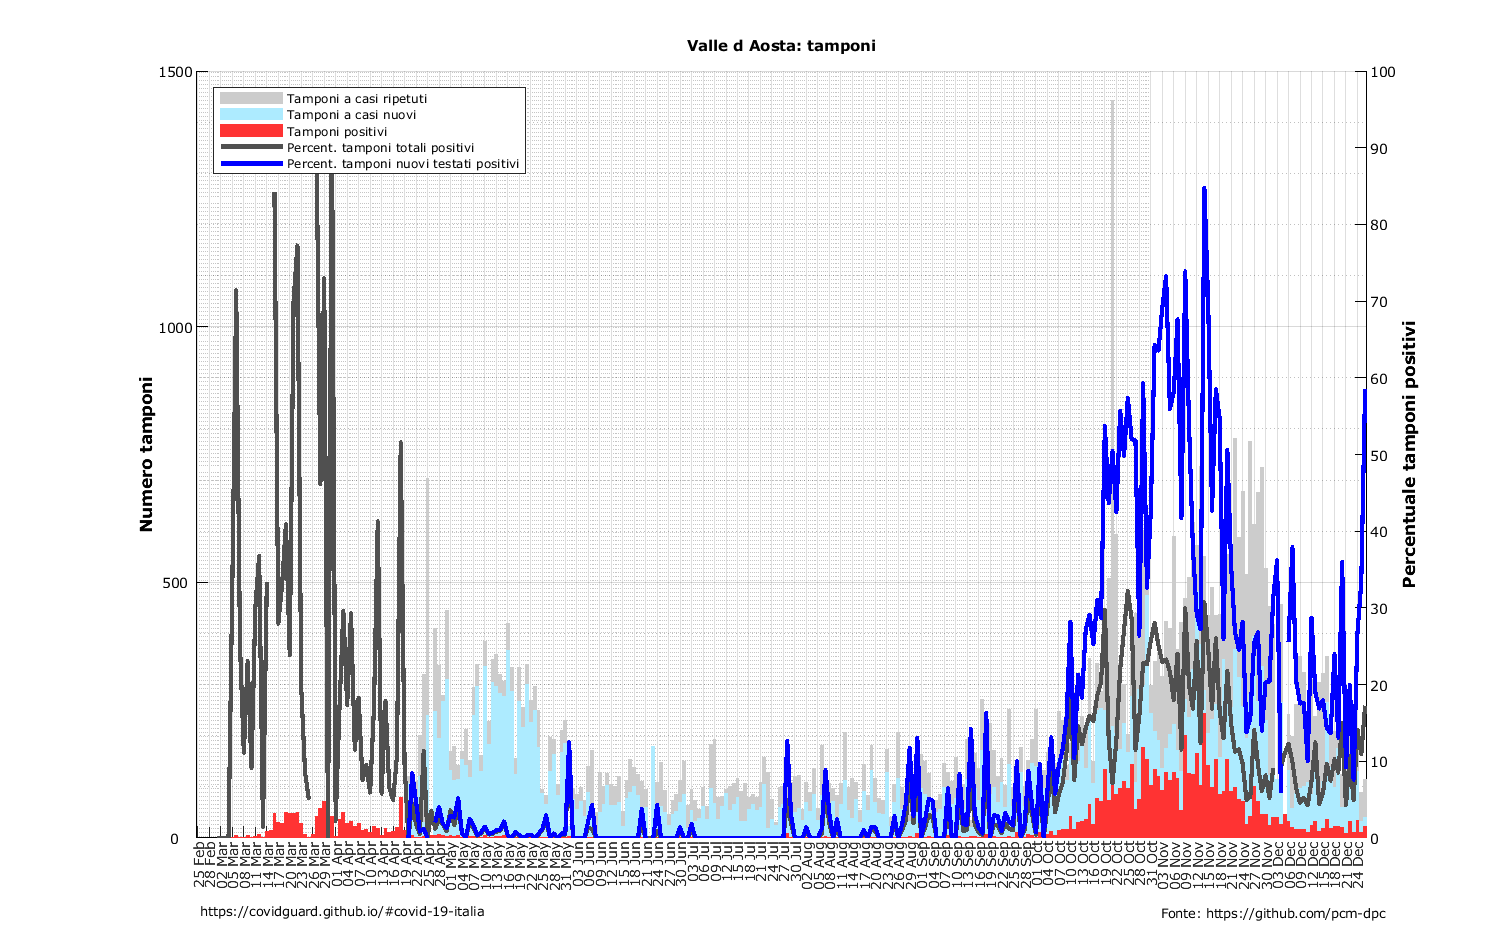 Valle d Aosta: tamponi
1500
1000
500
0
Numero tamponi
Tamponi a casi ripetuti
Tamponi a casi nuovi
Tamponi positivi
Percent. tamponi totali positivi
Percent. tamponi nuovi testati positivi
100
90
80
70
60
50
40
30
20
10
0
Percentuale tamponi positivi
25 Feb
28 Feb
02 Mar
05 Mar
08 Mar
11 Mar
14 Mar
17 Mar
20 Mar
23 Mar
26 Mar
29 Mar
01 Apr
04 Apr
07 Apr
10 Apr
13 Apr
16 Apr
19 Apr
22 Apr
25 Apr
28 Apr
01 May
04 May
07 May
10 May
13 May
16 May
19 May
22 May
25 May
28 May
31 May
03 Jun
06 Jun
09 Jun
12 Jun
15 Jun
18 Jun
21 Jun
24 Jun
27 Jun
30 Jun
03 Jul
06 Jul
09 Jul
12 Jul
15 Jul
18 Jul
21 Jul
24 Jul
27 Jul
30 Jul
02 Aug
05 Aug
08 Aug
11 Aug
14 Aug
17 Aug
20 Aug
23 Aug
26 Aug
29 Aug
01 Sep
04 Sep
07 Sep
10 Sep
13 Sep
16 Sep
19 Sep
22 Sep
25 Sep
28 Sep
01 Oct
04 Oct
07 Oct
10 Oct
13 Oct
16 Oct
19 Oct
22 Oct
25 Oct
28 Oct
31 Oct
03 Nov
06 Nov
09 Nov
12 Nov
15 Nov
18 Nov
21 Nov
24 Nov
27 Nov
30 Nov
03 Dec
06 Dec
09 Dec
12 Dec
15 Dec
18 Dec
21 Dec
24 Dec
https://covidguard.github.io/#covid-19-italia
Fonte: https://github.com/pcm-dpc